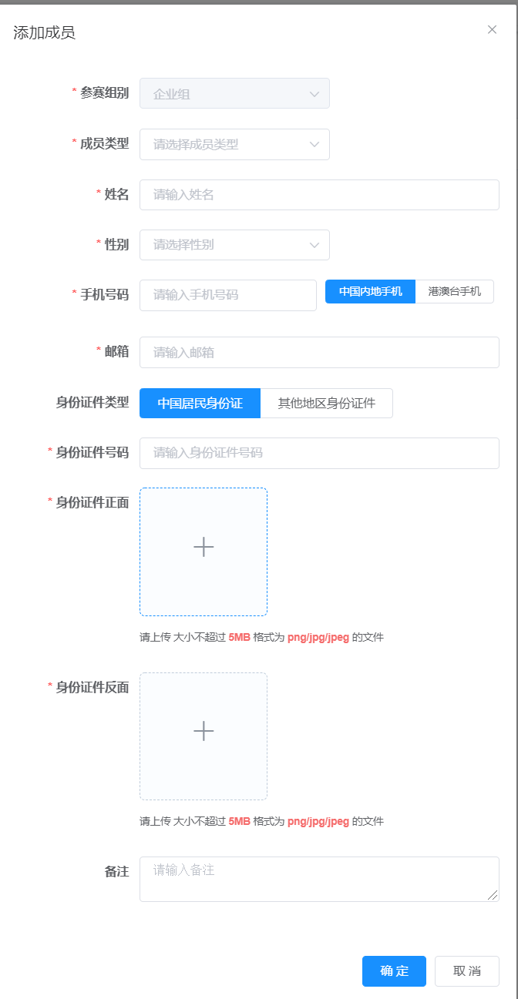 添加成员
* 参赛组别 企业组
* 成员类型 请选择成员类型
* 姓名 请输入姓名
* 性别 请选择性别
* 手机号码 请输入手机号码 中国内地手机 港澳台手机
* 邮箱 请输入邮箱
身份证件类型 中国居民身份证 其他地区身份证件
* 身份证件号码 请输入身份证件号码
* 身份证件正面
请上传 大小不超过 5MB 格式为 png/jpg/jpeg 的文件
* 身份证件反面
请上传 大小不超过 5MB 格式为 png/jpg/jpeg 的文件
备注 请输入备注
确 定 取 消